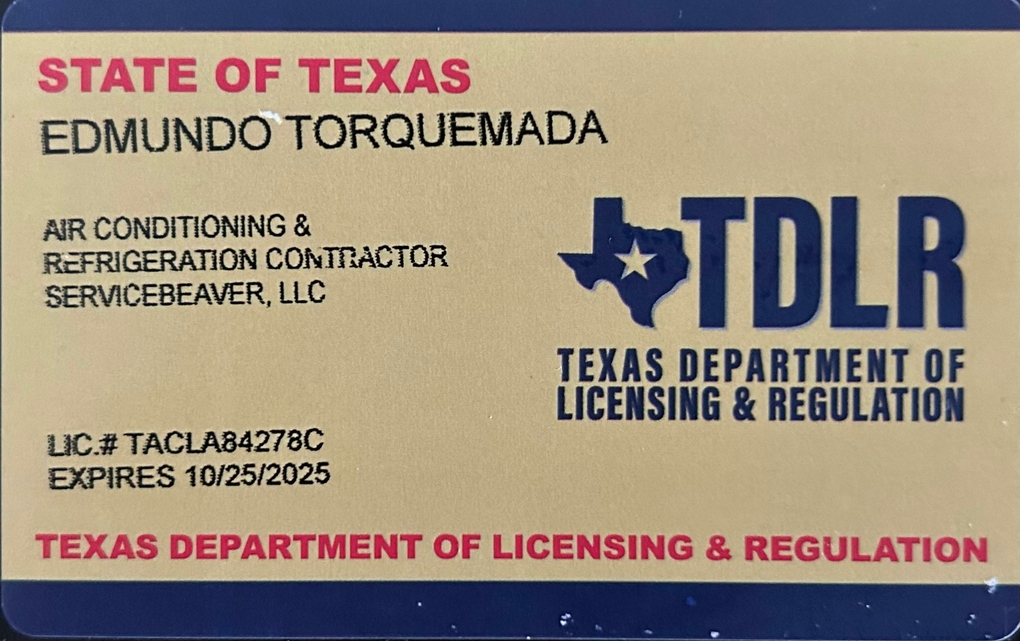 STATE OF TEXAS
EDMUNDO TORQUEMADA
AIR CONDITIONING &
REFRIGERATION CONTRACTOR
SERVICEBEAVER, LLC
TDLR
TEXAS DEPARTMENT OF
LICENSING & REGULATION
LIC.# TACLA84278C
EXPIRES 10/25/2025
TEXAS DEPARTMENT OF LICENSING & REGULATION